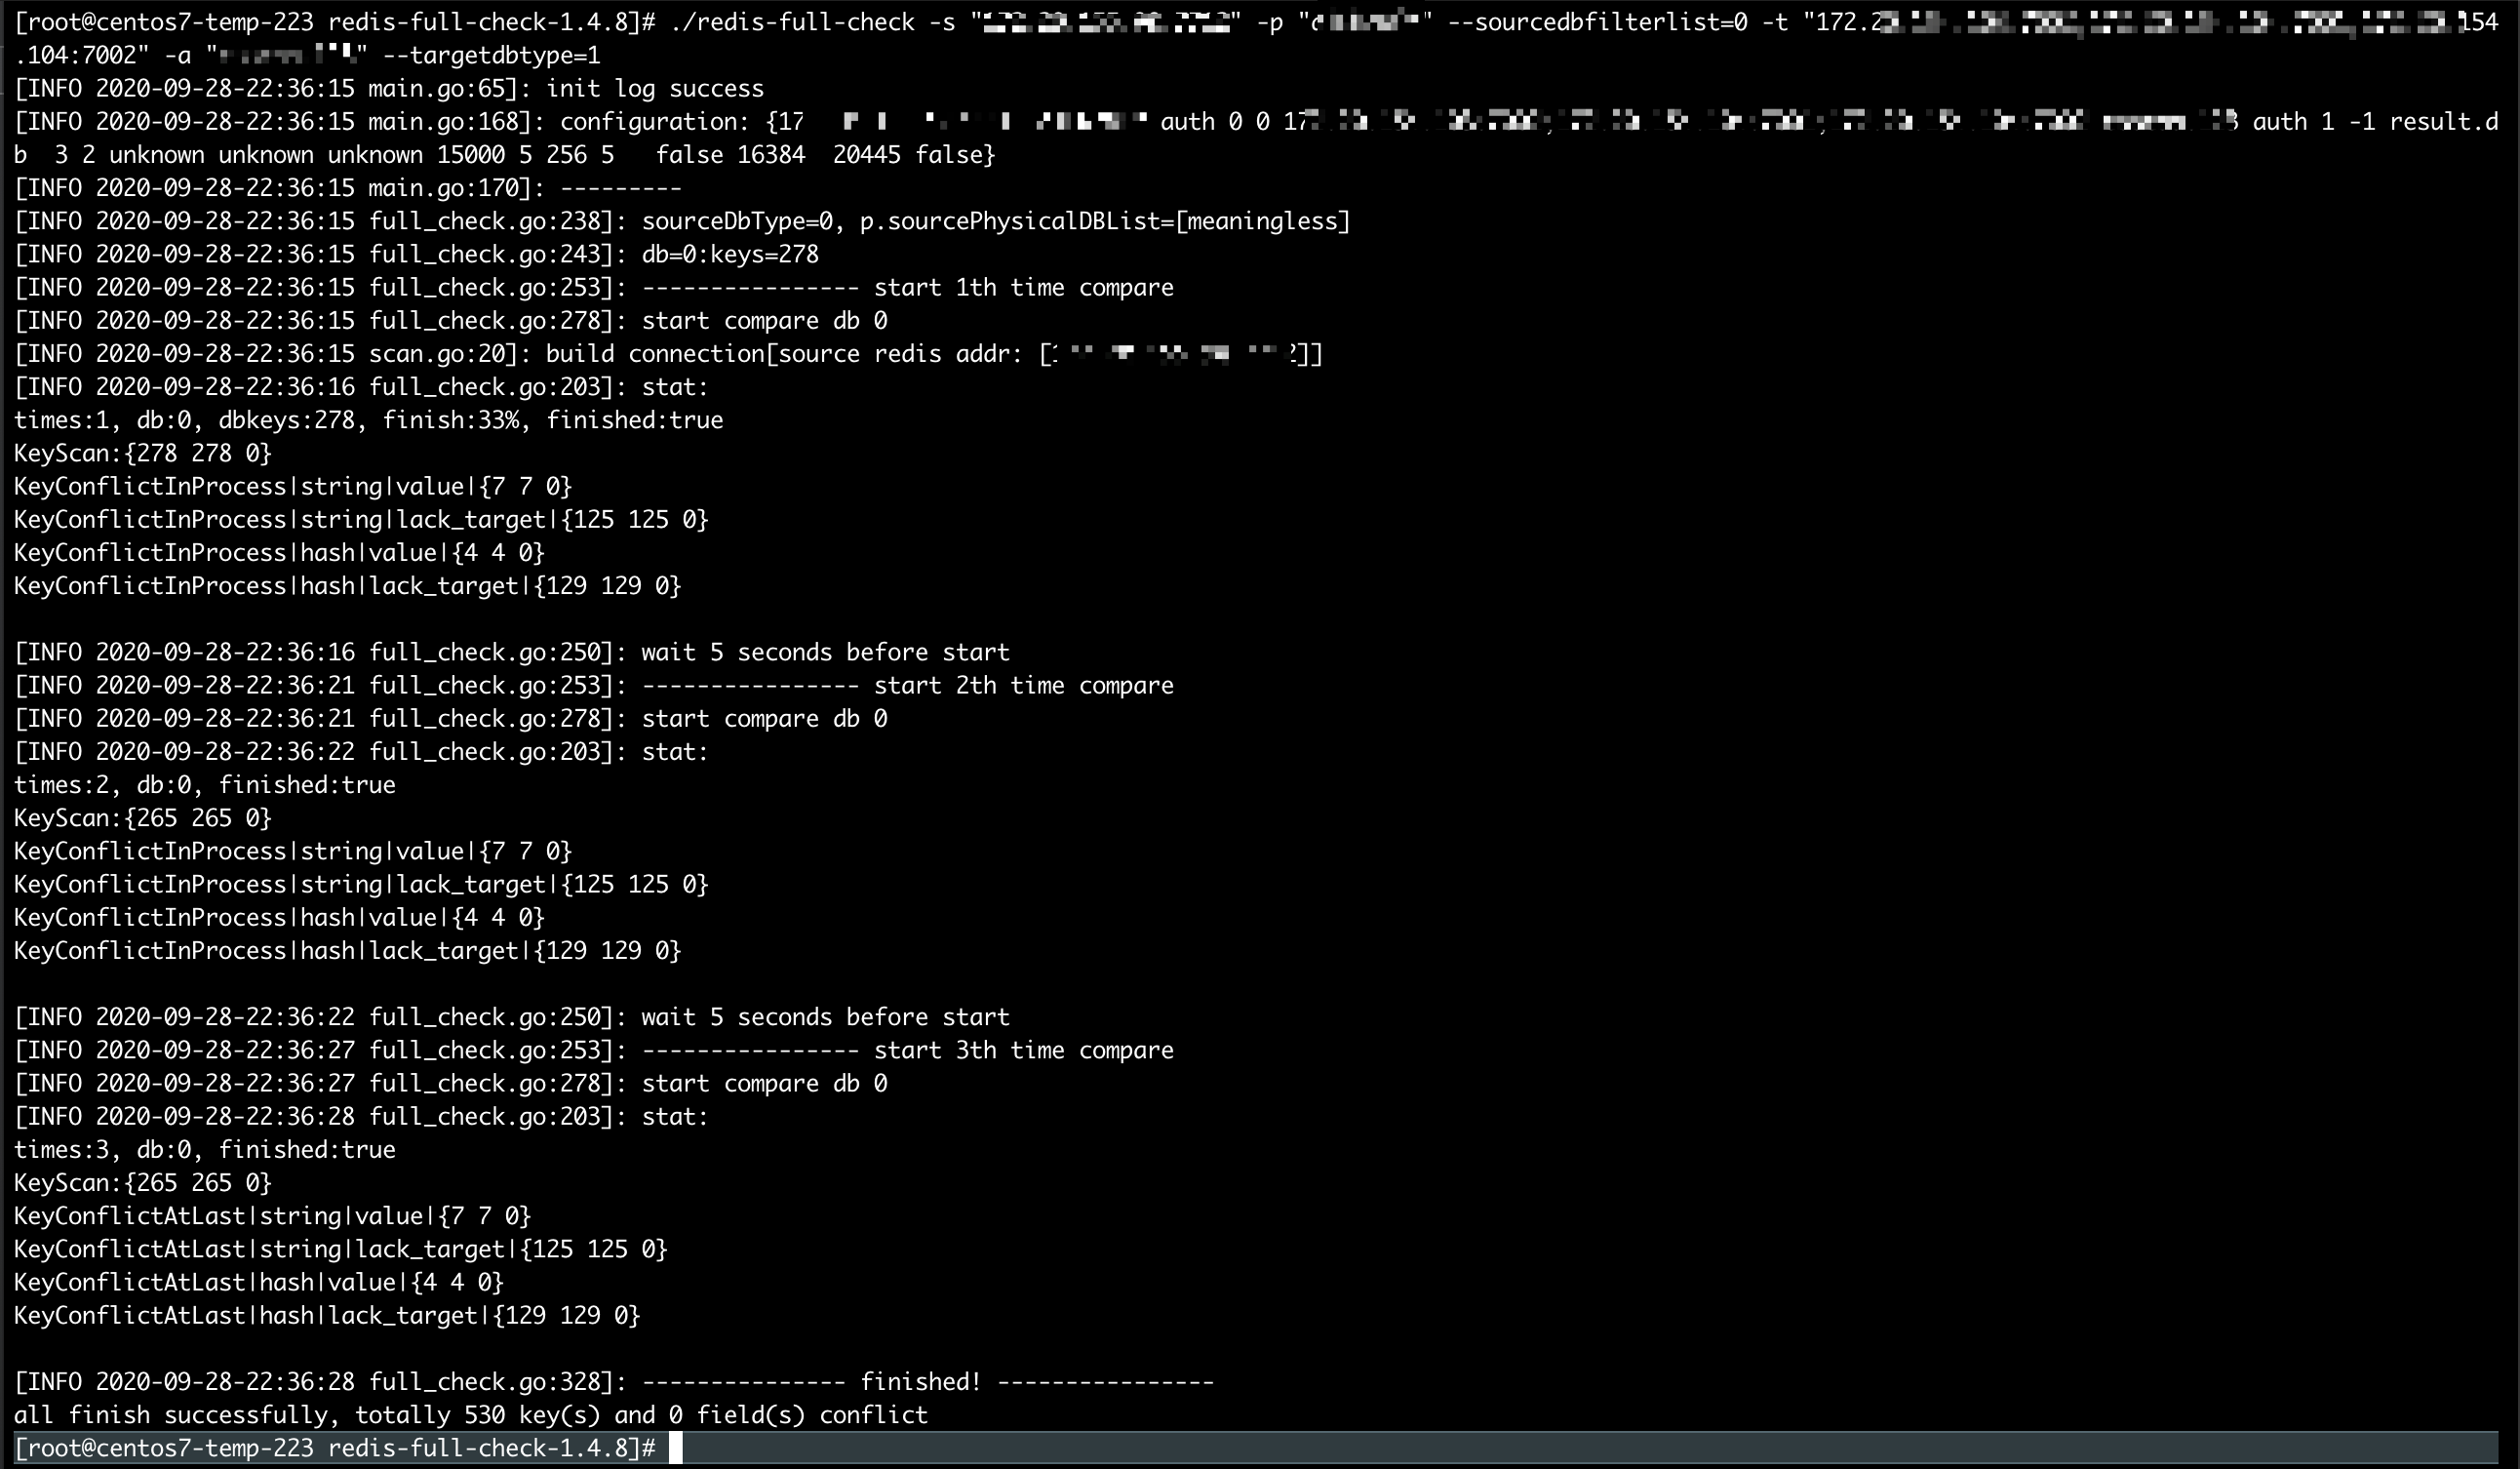 [root@centos7-temp-223 redis-full-check-1.4.8]# ./redis-full-check -s " " -p " " --sourcedbfilterlist=0 -t "172.2 154
.104:7002" -a " " --targetdbtype=1
[INFO 2020-09-28-22:36:15 main.go:65]: init log success
[INFO 2020-09-28-22:36:15 main.go:168]: configuration: {17 auth 0 0 17 auth 1 -1 result.d
b  3 2 unknown unknown unknown 15000 5 256 5   false 16384  20445 false}
[INFO 2020-09-28-22:36:15 main.go:170]: ---------
[INFO 2020-09-28-22:36:15 full_check.go:238]: sourceDbType=0, p.sourcePhysicalDBList=[meaningless]
[INFO 2020-09-28-22:36:15 full_check.go:243]: db=0:keys=278
[INFO 2020-09-28-22:36:15 full_check.go:253]: ---------------- start 1th time compare
[INFO 2020-09-28-22:36:15 full_check.go:278]: start compare db 0
[INFO 2020-09-28-22:36:15 scan.go:20]: build connection[source redis addr: [ ]]
[INFO 2020-09-28-22:36:16 full_check.go:203]: stat:
times:1, db:0, dbkeys:278, finish:33%, finished:true
KeyScan:{278 278 0}
KeyConflictInProcess|string|value|{7 7 0}
KeyConflictInProcess|string|lack_target|{125 125 0}
KeyConflictInProcess|hash|value|{4 4 0}
KeyConflictInProcess|hash|lack_target|{129 129 0}
[INFO 2020-09-28-22:36:16 full_check.go:250]: wait 5 seconds before start
[INFO 2020-09-28-22:36:21 full_check.go:253]: ---------------- start 2th time compare
[INFO 2020-09-28-22:36:21 full_check.go:278]: start compare db 0
[INFO 2020-09-28-22:36:22 full_check.go:203]: stat:
times:2, db:0, finished:true
KeyScan:{265 265 0}
KeyConflictInProcess|string|value|{7 7 0}
KeyConflictInProcess|string|lack_target|{125 125 0}
KeyConflictInProcess|hash|value|{4 4 0}
KeyConflictInProcess|hash|lack_target|{129 129 0}
[INFO 2020-09-28-22:36:22 full_check.go:250]: wait 5 seconds before start
[INFO 2020-09-28-22:36:27 full_check.go:253]: ---------------- start 3th time compare
[INFO 2020-09-28-22:36:27 full_check.go:278]: start compare db 0
[INFO 2020-09-28-22:36:28 full_check.go:203]: stat:
times:3, db:0, finished:true
KeyScan:{265 265 0}
KeyConflictAtLast|string|value|{7 7 0}
KeyConflictAtLast|string|lack_target|{125 125 0}
KeyConflictAtLast|hash|value|{4 4 0}
KeyConflictAtLast|hash|lack_target|{129 129 0}
[INFO 2020-09-28-22:36:28 full_check.go:328]: --------------- finished! ----------------
all finish successfully, totally 530 key(s) and 0 field(s) conflict
[root@centos7-temp-223 redis-full-check-1.4.8]#